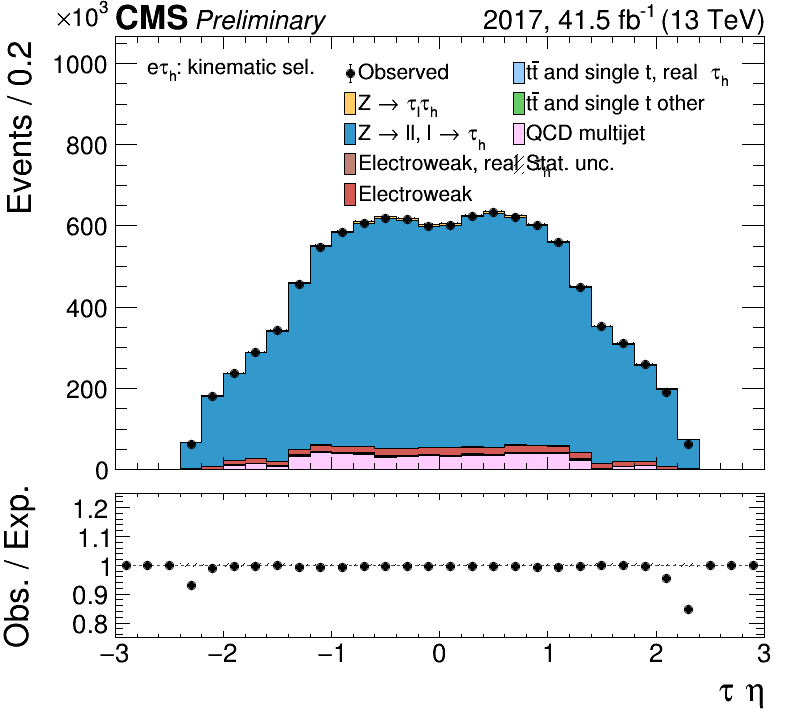 ×10³ CMS Preliminary 2017, 41.5 fb⁻¹ (13 TeV)
Events / 0.2
1000
800
600
400
200
0
eτₕ: kinematic sel.
Observed
Z → τₗτₕ
Z → ll, l → τₕ
Electroweak, real τₕ
Electroweak
tt̄ and single t, real τₕ
tt̄ and single t other
QCD multijet
Stat. unc.
Obs. / Exp.
1.2
1.1
1
0.9
0.8
−3 −2 −1 0 1 2 3
τ η